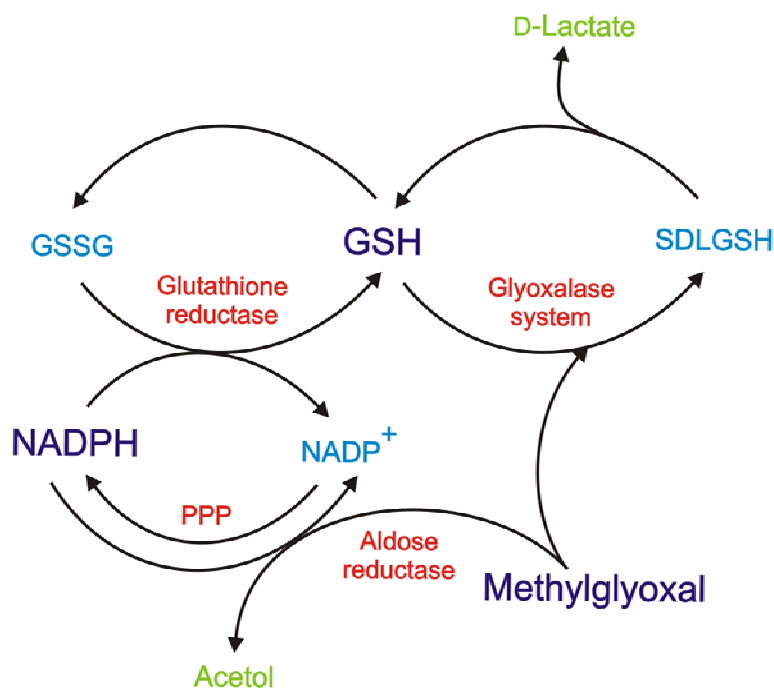 D-Lactate
GSSG
GSH
SDLGSH
Glutathione
reductase
Glyoxalase
system
NADPH
NADP+
PPP
Aldose
reductase
Methylglyoxal
Acetol